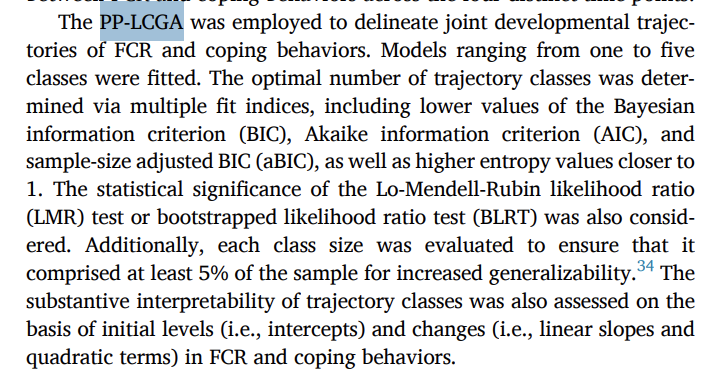 The PP-LCGA was employed to delineate joint developmental trajec-
tories of FCR and coping behaviors. Models ranging from one to five
classes were fitted. The optimal number of trajectory classes was deter-
mined via multiple fit indices, including lower values of the Bayesian
information criterion (BIC), Akaike information criterion (AIC), and
sample-size adjusted BIC (aBIC), as well as higher entropy values closer to
1. The statistical significance of the Lo-Mendell-Rubin likelihood ratio
(LMR) test or bootstrapped likelihood ratio test (BLRT) was also consid-
ered. Additionally, each class size was evaluated to ensure that it
comprised at least 5% of the sample for increased generalizability.34 The
substantive interpretability of trajectory classes was also assessed on the
basis of initial levels (i.e., intercepts) and changes (i.e., linear slopes and
quadratic terms) in FCR and coping behaviors.